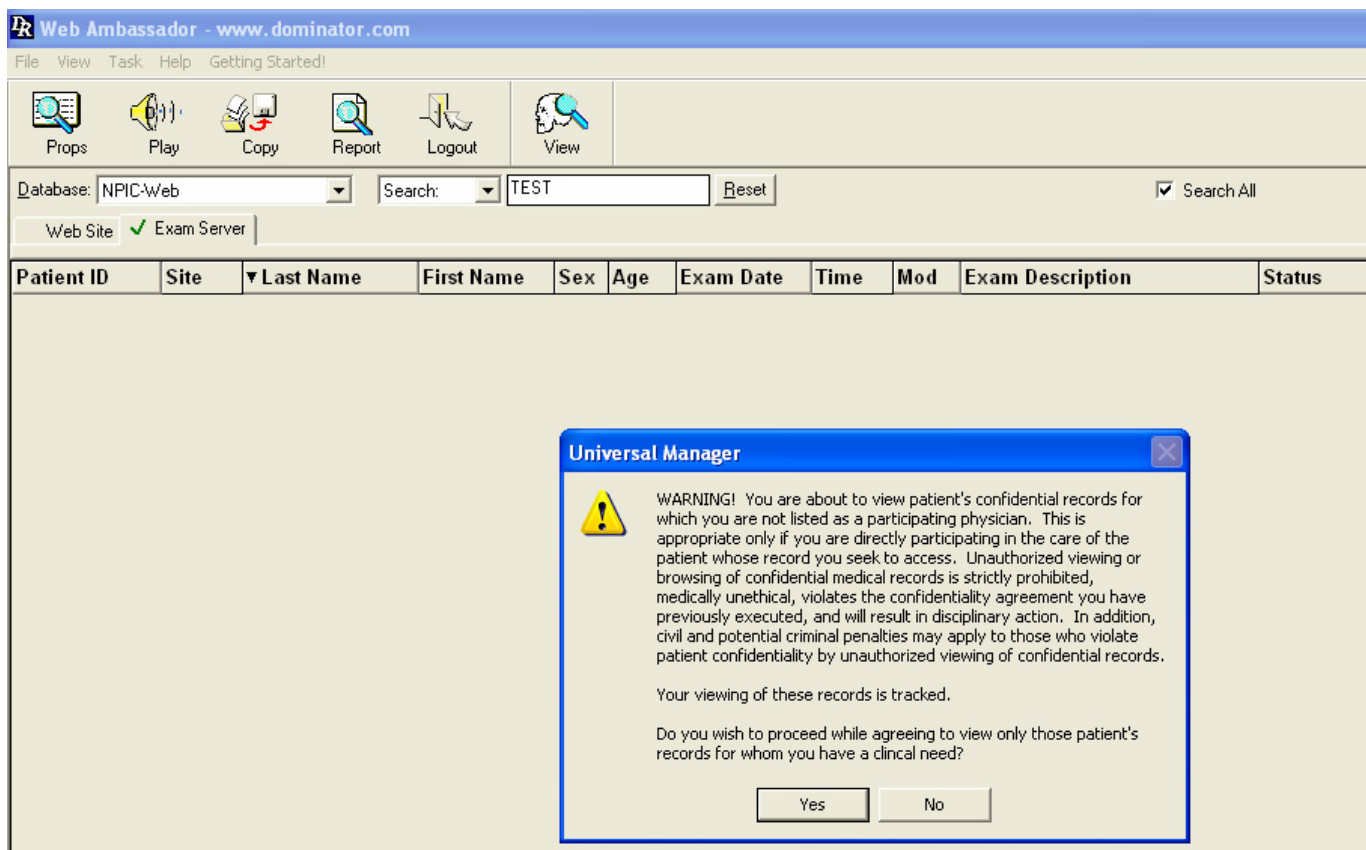 DR Web Ambassador - www.dominator.com
File View Task Help Getting Started!
Props Play Copy Report Logout View
Database: NPIC-Web Search: TEST Reset Search All
Web Site Exam Server
Patient ID Site Last Name First Name Sex Age Exam Date Time Mod Exam Description Status
Universal Manager
WARNING! You are about to view patient's confidential records for
which you are not listed as a participating physician. This is
appropriate only if you are directly participating in the care of the
patient whose record you seek to access. Unauthorized viewing or
browsing of confidential medical records is strictly prohibited,
medically unethical, violates the confidentiality agreement you have
previously executed, and will result in disciplinary action. In addition,
civil and potential criminal penalties may apply to those who violate
patient confidentiality by unauthorized viewing of confidential records.
Your viewing of these records is tracked.
Do you wish to proceed while agreeing to view only those patient's
records for whom you have a clincal need?
Yes No